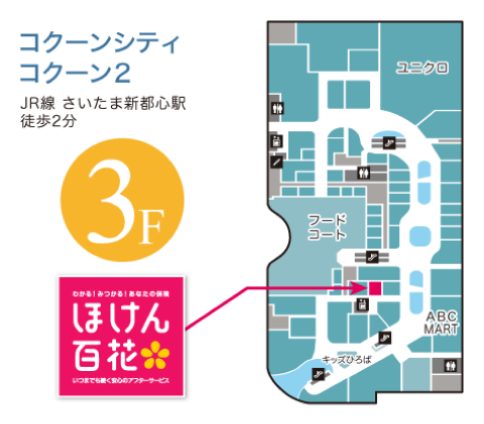 コクーンシティ
コクーン2
JR線 さいたま新都心駅
徒歩2分
3F
わかる!みつかる!あなたの保険
ほけん
百花
いつまでも続く安心のアフターサービス
ユニクロ
フード
コート
ABC
MART
キッズひろば